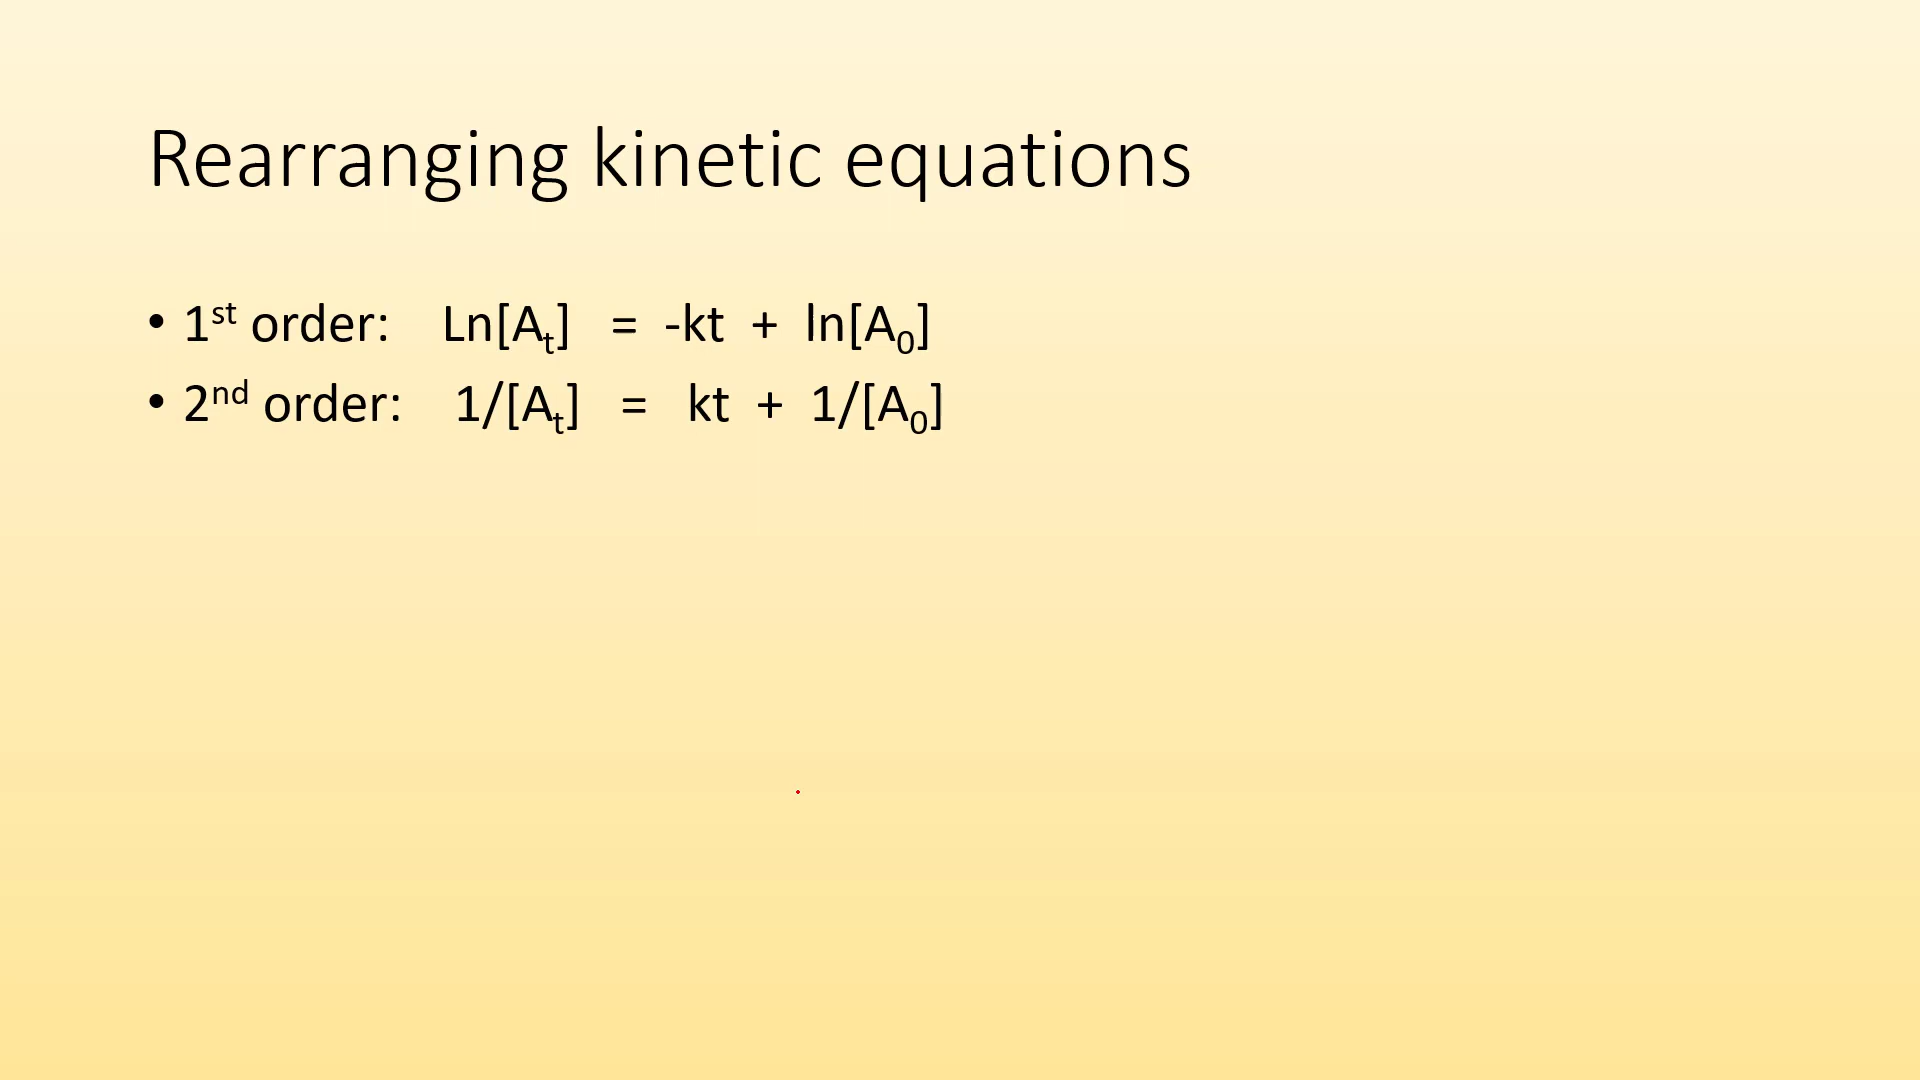 Rearranging kinetic equations
• 1st order: Ln[At] = -kt + ln[A0]
• 2nd order: 1/[At] = kt + 1/[A0]